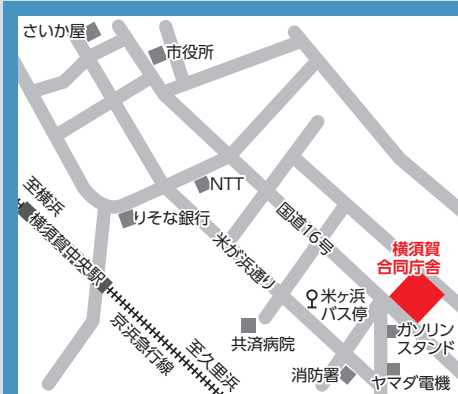 さいか屋
市役所
NTT
至横浜
りそな銀行
横須賀中央駅
国道16号
米が浜通り
横須賀
合同庁舎
米ヶ浜
バス停
ガソリン
スタンド
共済病院
京浜急行線
至久里浜
消防署
ヤマダ電機